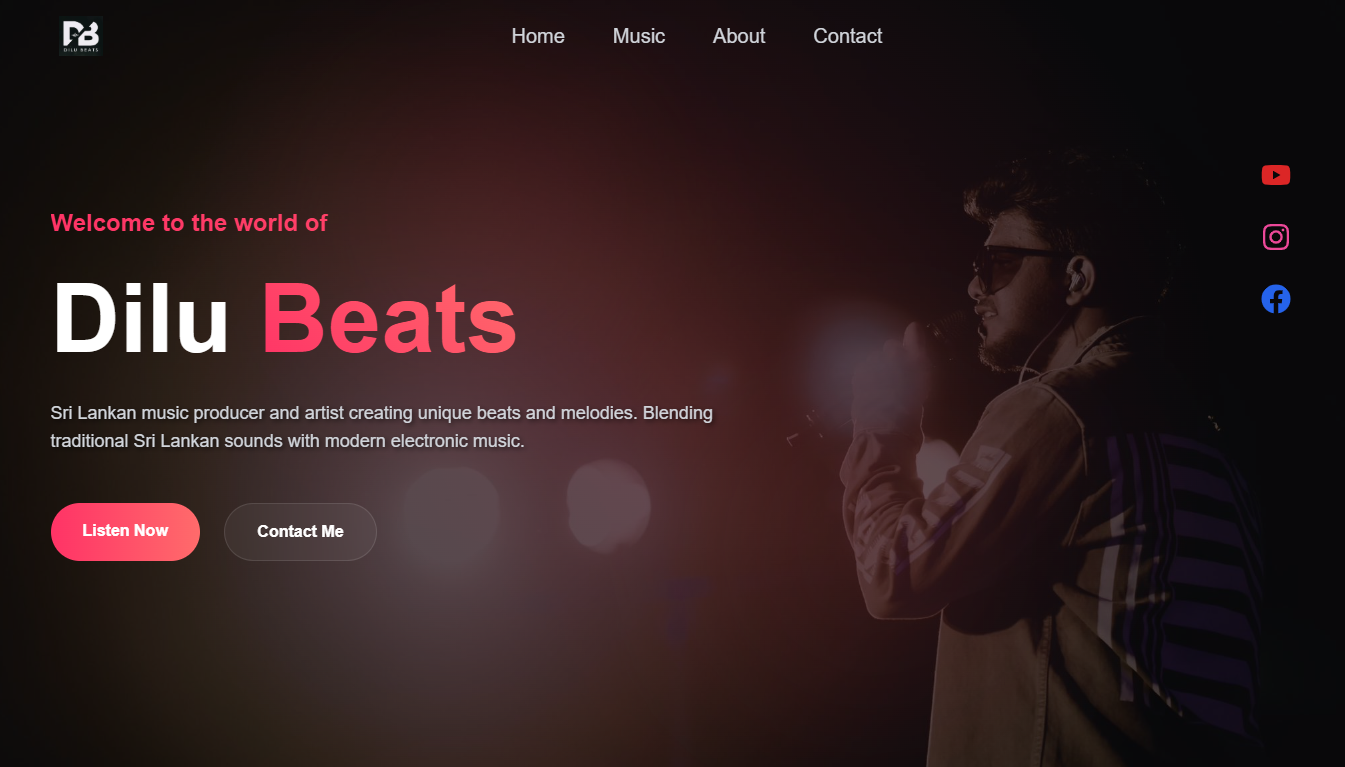 DB
DILU BEATS
Home Music About Contact
Welcome to the world of
Dilu Beats
Sri Lankan music producer and artist creating unique beats and melodies. Blending
traditional Sri Lankan sounds with modern electronic music.
Listen Now Contact Me